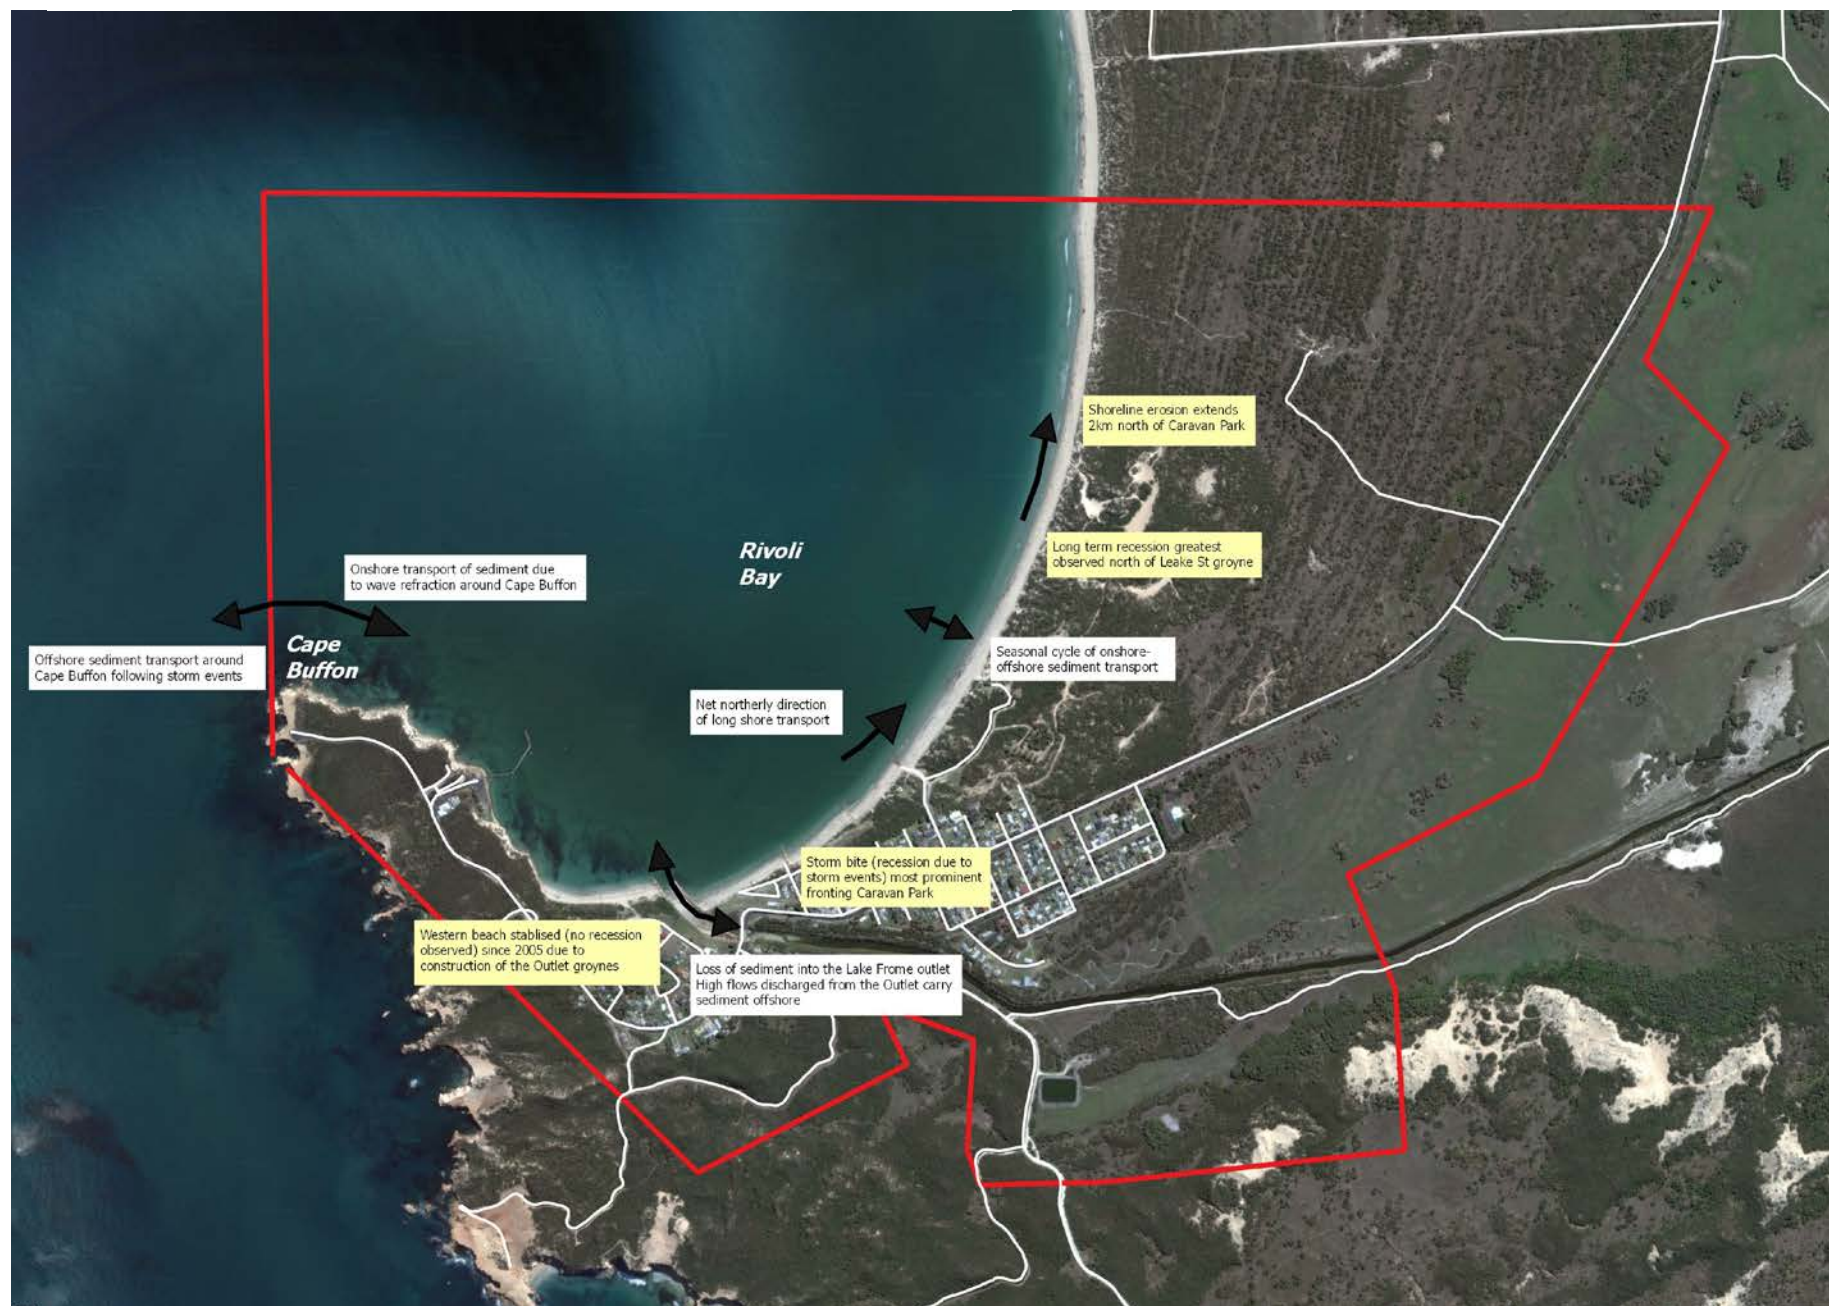 Shoreline erosion extends
2km north of Caravan Park
Long term recession greatest
observed north of Leake St groyne
Rivoli
Bay
Onshore transport of sediment due
to wave refraction around Cape Buffon
Cape
Buffon
Offshore sediment transport around
Cape Buffon following storm events
Seasonal cycle of onshore-
offshore sediment transport
Net northerly direction
of long shore transport
Storm bite (recession due to
storm events) most prominent
fronting Caravan Park
Western beach stablised (no recession
observed) since 2005 due to
construction of the Outlet groynes
Loss of sediment into the Lake Frome outlet
High flows discharged from the Outlet carry
sediment offshore